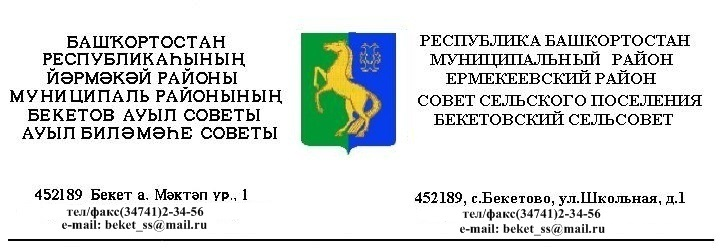 БАШҠОРТОСТАН
РЕСПУБЛИКАҺЫНЫҢ
ЙӘРМӘКӘЙ РАЙОНЫ
МУНИЦИПАЛЬ РАЙОНЫНЫҢ
БЕКЕТОВ АУЫЛ СОВЕТЫ
АУЫЛ БИЛӘМӘҺЕ СОВЕТЫ
452189 Бекет а. Мәктәп ур., 1
тел/факс(34741)2-34-56
e-mail: beket_ss@mail.ru
РЕСПУБЛИКА БАШКОРТОСТАН
МУНИЦИПАЛЬНЫЙ РАЙОН
ЕРМЕКЕЕВСКИЙ РАЙОН
СОВЕТ СЕЛЬСКОГО ПОСЕЛЕНИЯ
БЕКЕТОВСКИЙ СЕЛЬСОВЕТ
452189, с.Бекетово, ул.Школьная, д.1
тел/факс(34741)2-34-56
e-mail: beket_ss@mail.ru